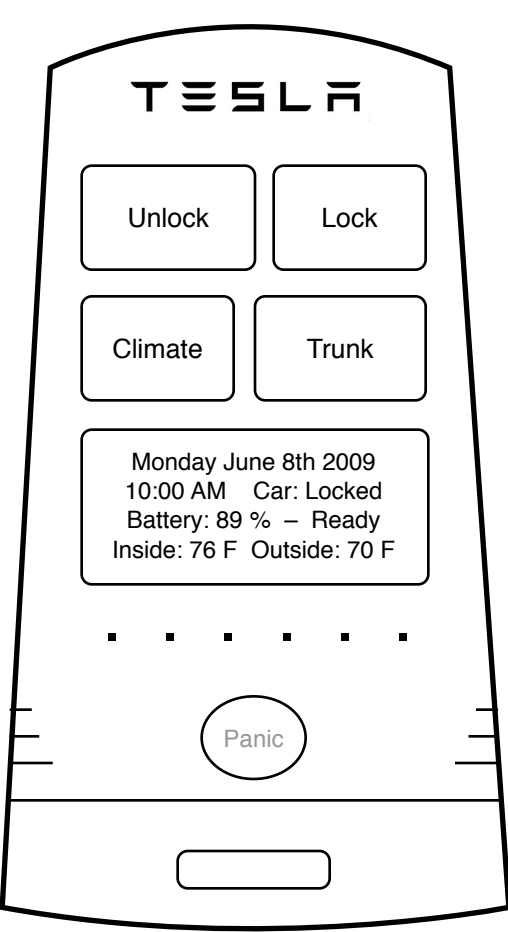 TESLA
Unlock
Lock
Climate
Trunk
Monday June 8th 2009
10:00 AM Car: Locked
Battery: 89 % – Ready
Inside: 76 F Outside: 70 F
Panic